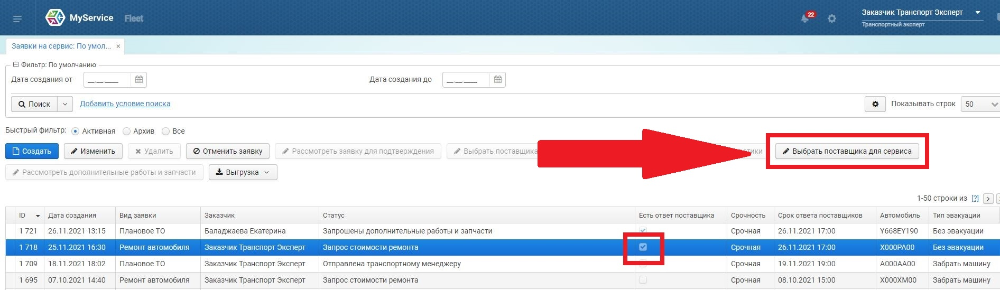 MyService Fleet 22 Заказчик Транспорт Эксперт
Транспортный эксперт
Заявки на сервис: По умол... ×
Фильтр: По умолчанию
Дата создания от __.__.____ Дата создания до __.__.____
Поиск Добавить условие поиска Показывать строк 50
Быстрый фильтр: Активная Архив Все
Создать Изменить Удалить Отменить заявку Рассмотреть заявку для подтверждения Выбрать поставщика Выбрать поставщика для сервиса
Рассмотреть дополнительные работы и запчасти Выгрузка
1-50 строки из [?] >
ID Дата создания Вид заявки Заказчик Статус Есть ответ поставщика Срочность Срок ответа поставщиков Автомобиль Тип эвакуации
1 721 26.11.2021 13:15 Плановое ТО Баладжаева Екатерина Запрошены дополнительные работы и запчасти Срочная 26.11.2021 17:00 Y668EY190 Без эвакуации
1 718 25.11.2021 16:30 Ремонт автомобиля Заказчик Транспорт Эксперт Запрос стоимости ремонта Срочная 26.11.2021 17:00 X000PA00 Без эвакуации
1 709 18.11.2021 18:02 Плановое ТО Заказчик Транспорт Эксперт Отправлена транспортному менеджеру Срочная 19.11.2021 19:00 A000AA00 Забрать машину
1 695 07.10.2021 14:40 Ремонт автомобиля Заказчик Транспорт Эксперт Запрос стоимости ремонта Срочная 08.10.2021 15:00 X000XM00 Забрать машину